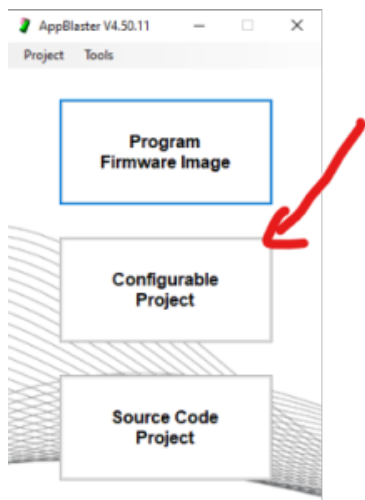 AppBlaster V4.50.11
Project Tools
Program
Firmware Image
Configurable
Project
Source Code
Project